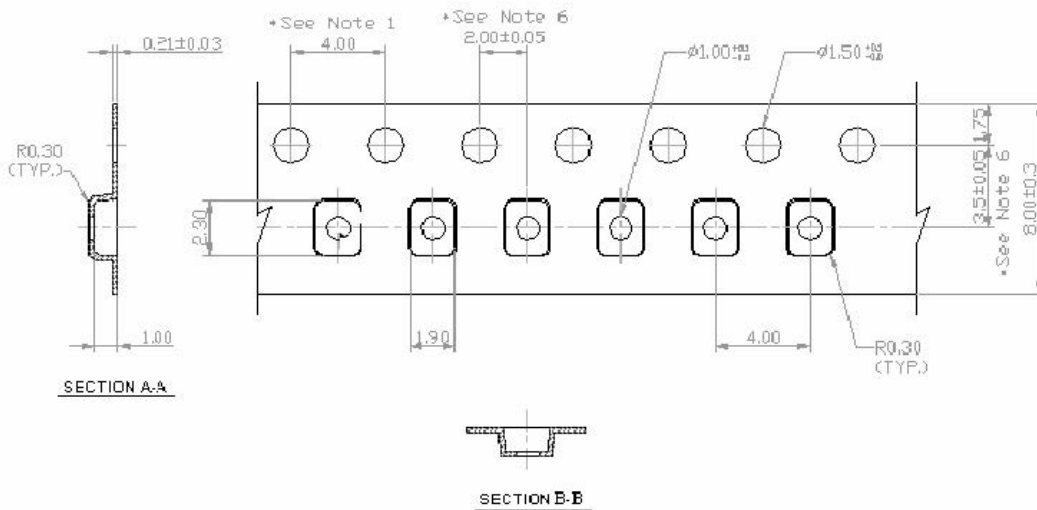 *See Note 1
*See Note 6
0.21±0.03
4.00
2.00±0.05
ø1.00
ø1.50
R0.30
(TYP.)
2.30
1.75
3.5±0.05
*See Note 6
8.00±0.3
1.00
1.90
4.00
R0.30
(TYP.)
SECTION A-A
SECTION B-B